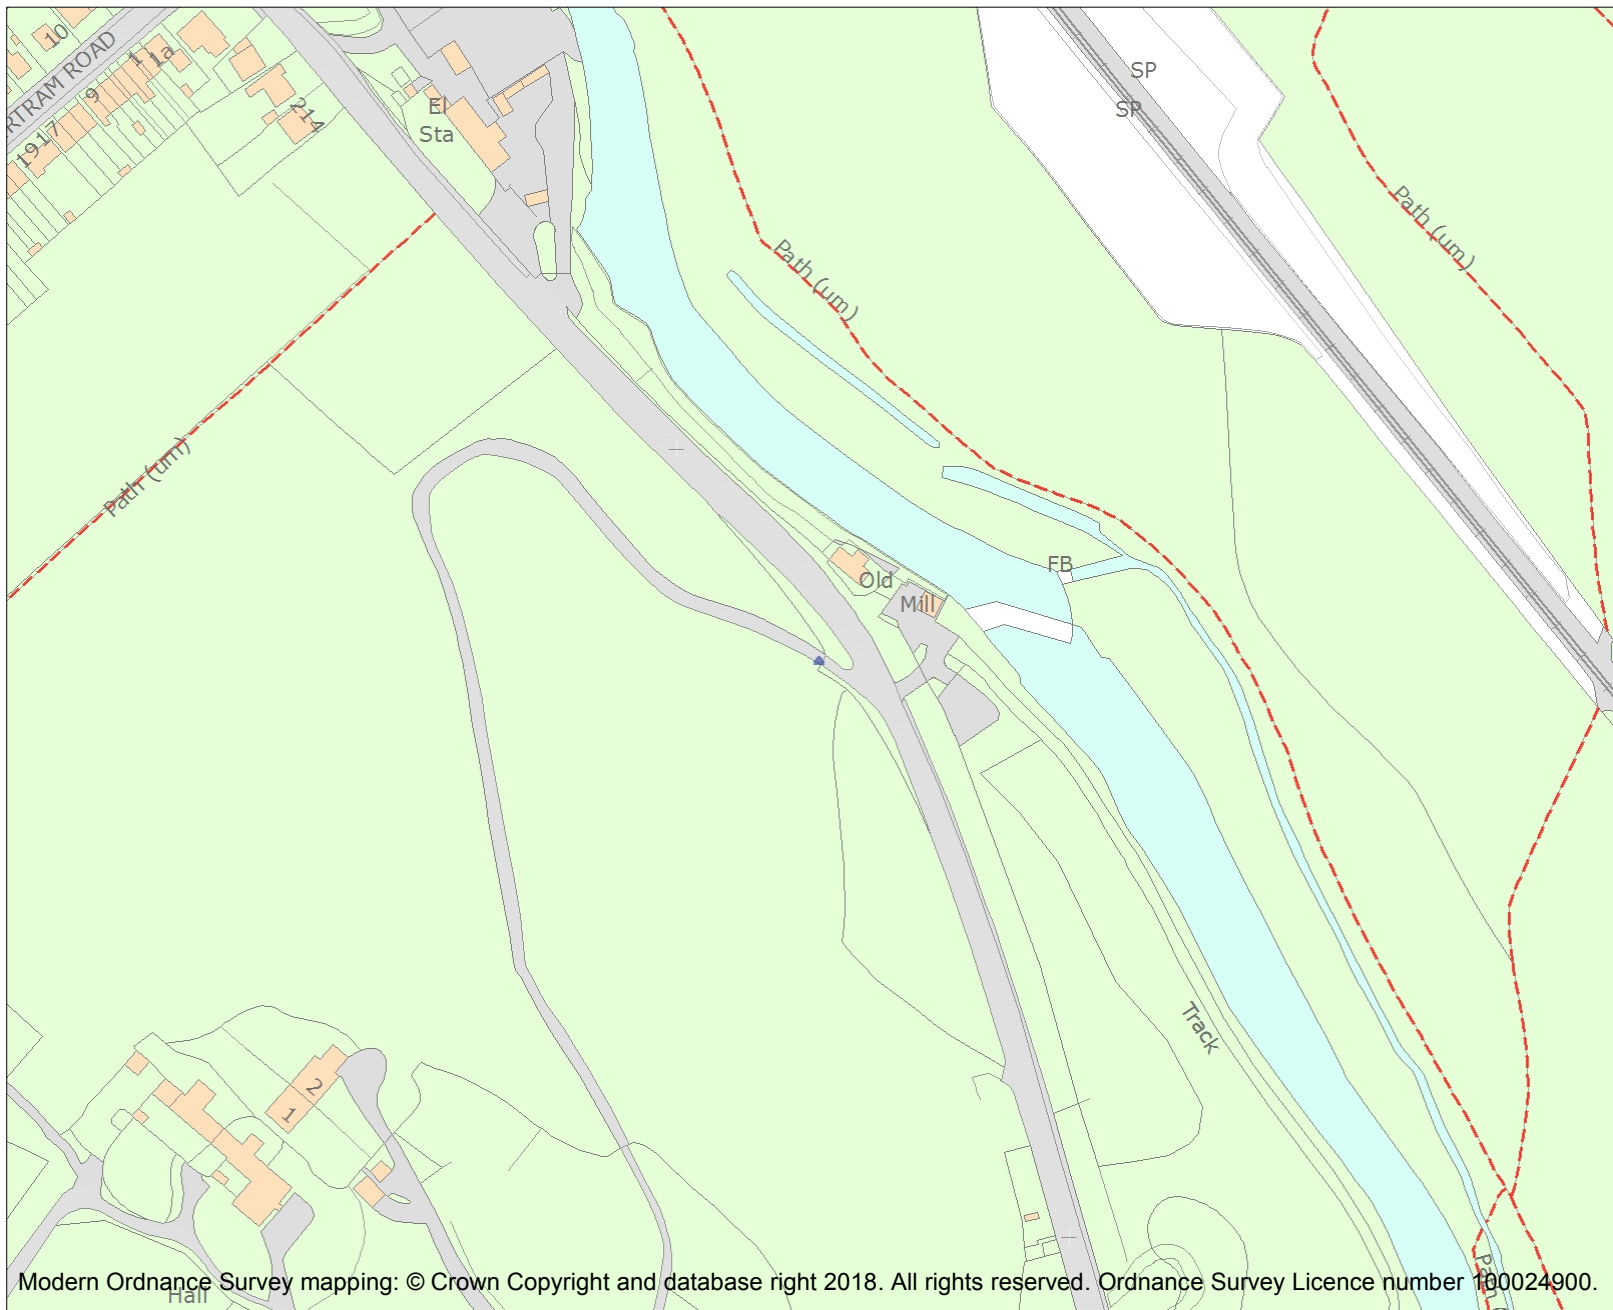 10
RTRAM ROAD
1
1a
9
1917
214
El
Sta
SP
SP
Path (um)
Path (um)
Path (um)
FB
Old
Mill
Track
2
1
Hall
Modern Ordnance Survey mapping: © Crown Copyright and database right 2018. All rights reserved. Ordnance Survey Licence number 100024900.
Path (